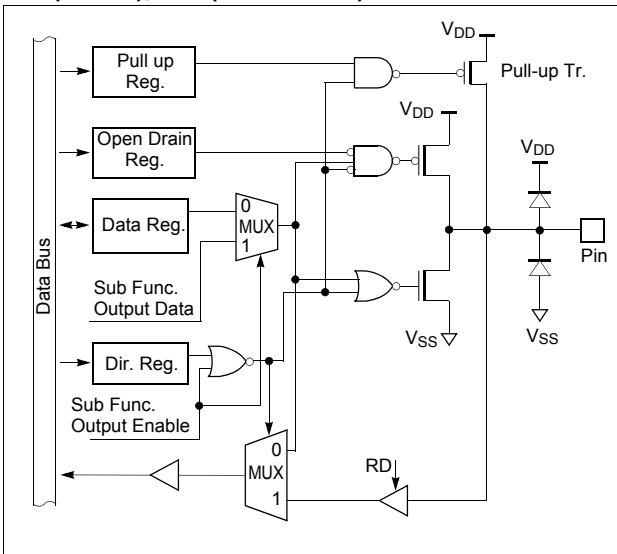 VDD
Pull up
Reg.
Pull-up Tr.
VDD
Open Drain
Reg.
VDD
0
Data Reg.
MUX
1
Pin
Data Bus
Sub Func.
Output Data
VSS
VSS
Dir. Reg.
Sub Func.
Output Enable
0
MUX
RD
1